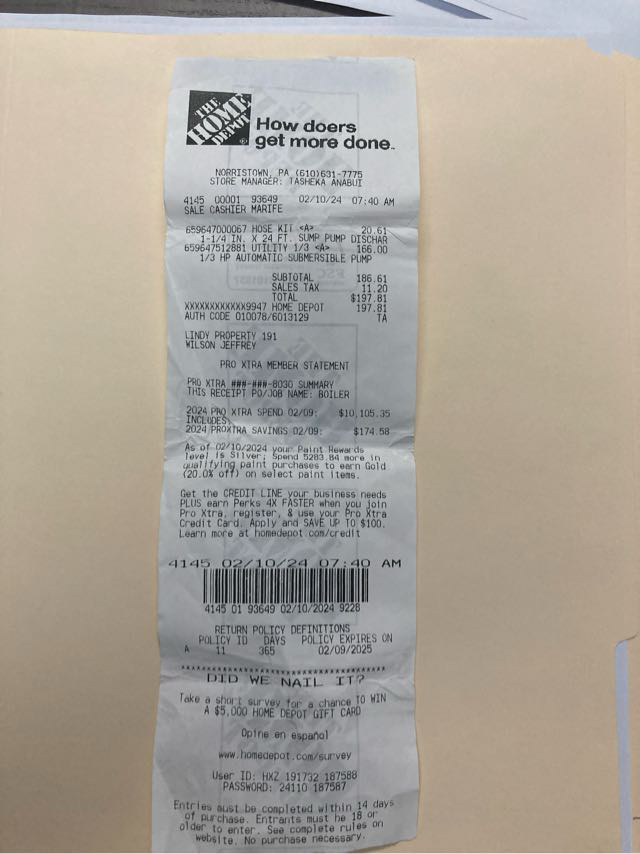 THE
HOME
DEPOT
How doers
get more done.
NORRISTOWN, PA (610)631-7775
STORE MANAGER: TASHEKA ANABUI
4145 00001 93649 02/10/24 07:40 AM
SALE CASHIER MARIFE
659647000067 HOSE KIT <A> 20.61
1-1/4 IN. X 24 FT. SUMP PUMP DISCHAR
659647512881 UTILITY 1/3 <A> 166.00
1/3 HP AUTOMATIC SUBMERSIBLE PUMP
SUBTOTAL 186.61
SALES TAX 11.20
TOTAL $197.81
XXXXXXXXXXXX9947 HOME DEPOT 197.81
AUTH CODE 010078/6013129 TA
LINDY PROPERTY 191
WILSON JEFFREY
PRO XTRA MEMBER STATEMENT
PRO XTRA ###-###-8030 SUMMARY
THIS RECEIPT PO/JOB NAME: BOILER
2024 PRO XTRA SPEND 02/09: $10,105.35
INCLUDES:
2024 PROXTRA SAVINGS 02/09: $174.58
As of 02/10/2024 your Paint Rewards
level is Silver; Spend 5283.84 more in
qualifying paint purchases to earn Gold
(20.0% off) on select paint items.
Get the CREDIT LINE your business needs
PLUS earn Perks 4X FASTER when you join
Pro Xtra, register, & use your Pro Xtra
Credit Card. Apply and SAVE UP TO $100.
Learn more at homedepot.com/credit
4145 02/10/24 07:40 AM
4145 01 93649 02/10/2024 9228
RETURN POLICY DEFINITIONS
POLICY ID DAYS POLICY EXPIRES ON
A 11 365 02/09/2025
DID WE NAIL IT?
Take a short survey for a chance TO WIN
A $5,000 HOME DEPOT GIFT CARD
Opine en español
www.homedepot.com/survey
User ID: HXZ 191732 187588
PASSWORD: 24110 187587
Entries must be completed within 14 days
of purchase. Entrants must be 18 or
older to enter. See complete rules on
website. No purchase necessary.